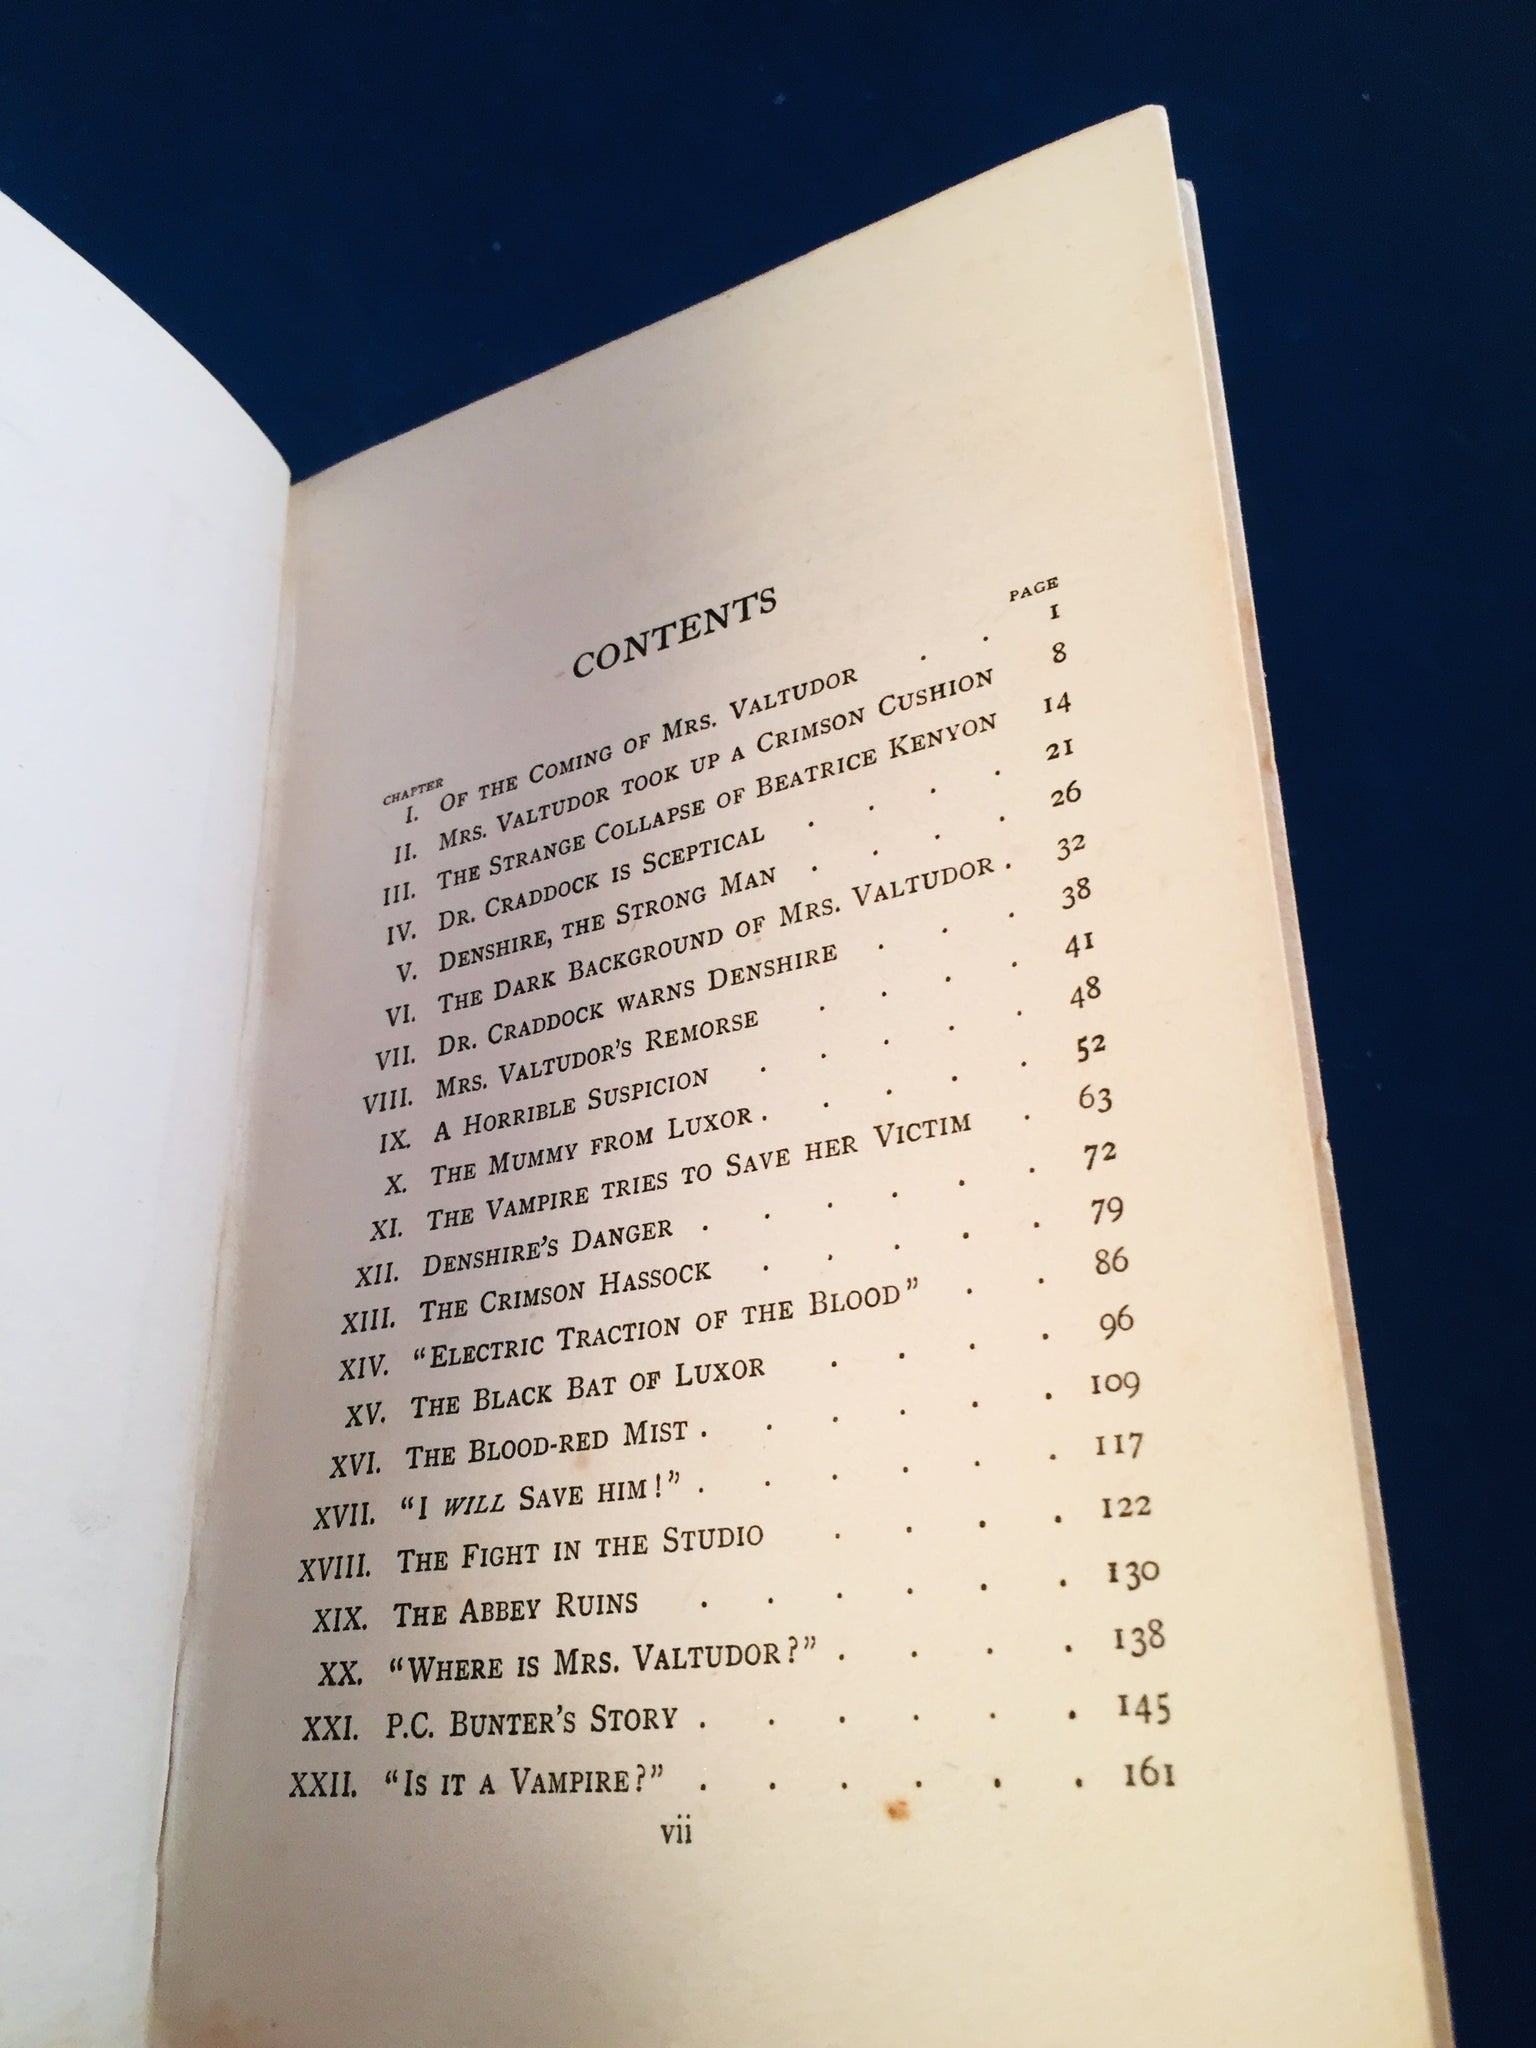 CONTENTS
CHAPTER PAGE
I. OF THE COMING OF MRS. VALTUDOR . . 1
II. MRS. VALTUDOR TOOK UP A CRIMSON CUSHION 8
III. THE STRANGE COLLAPSE OF BEATRICE KENYON 14
IV. DR. CRADDOCK IS SCEPTICAL . . . . 21
V. DENSHIRE, THE STRONG MAN . . . . 26
VI. THE DARK BACKGROUND OF MRS. VALTUDOR . 32
VII. DR. CRADDOCK WARNS DENSHIRE . . . 38
VIII. MRS. VALTUDOR'S REMORSE . . . . 41
IX. A HORRIBLE SUSPICION . . . . . 48
X. THE MUMMY FROM LUXOR . . . . . 52
XI. THE VAMPIRE TRIES TO SAVE HER VICTIM . 63
XII. DENSHIRE'S DANGER . . . . . . 72
XIII. THE CRIMSON HASSOCK . . . . . 79
XIV. “ELECTRIC TRACTION OF THE BLOOD” . . 86
XV. THE BLACK BAT OF LUXOR . . . . 96
XVI. THE BLOOD-RED MIST . . . . . . 109
XVII. “I WILL SAVE HIM!” . . . . . . 117
XVIII. THE FIGHT IN THE STUDIO . . . . 122
XIX. THE ABBEY RUINS . . . . . . 130
XX. “WHERE IS MRS. VALTUDOR?” . . . . 138
XXI. P.C. BUNTER'S STORY . . . . . . 145
XXII. “IS IT A VAMPIRE?” . . . . . . 161
vii